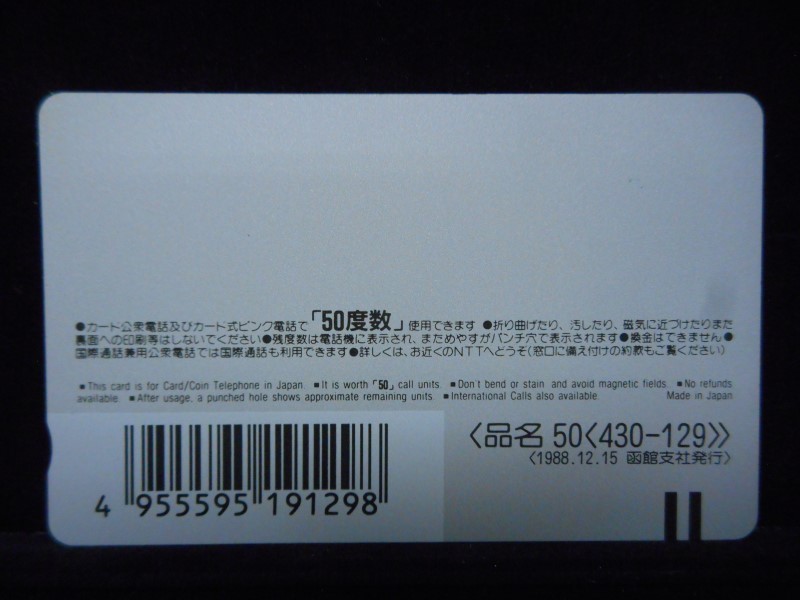 ●カード公衆電話及びカード式ピンク電話で「50度数」使用できます ●折り曲げたり、汚したり、磁気に近づけたりまた
裏面への印刷等はしないでください●残度数は電話機に表示され、まためやすがパンチ穴で表示されます●換金はできません●
国際通話兼用公衆電話では国際通話も利用できます●詳しくは、お近くのNTTへどうぞ(窓口に備え付けの約款もご覧ください)
■This card is for Card/Coin Telephone in Japan. ■It is worth「50」call units. ■Don't bend or stain and avoid magnetic fields. ■No refunds
available. ■After usage, a punched hole shows approximate remaining units. ■International Calls also available. Made in Japan
〈品名 50〈430-129》〉
〈1988.12.15 函館支社発行〉
4 955595 191298